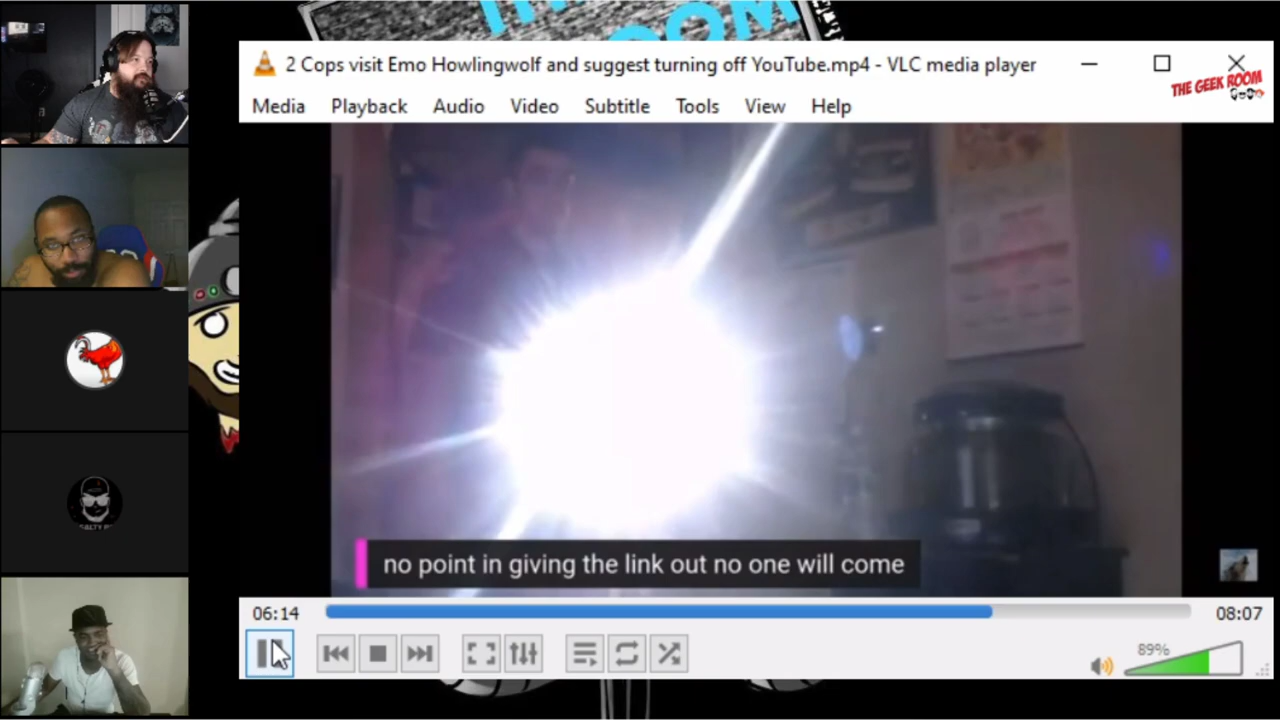 THE
ROOM
2 Cops visit Emo Howlingwolf and suggest turning off YouTube.mp4 - VLC media player
THE GEEK ROOM
Media Playback Audio Video Subtitle Tools View Help
no point in giving the link out no one will come
06:14
08:07
89%